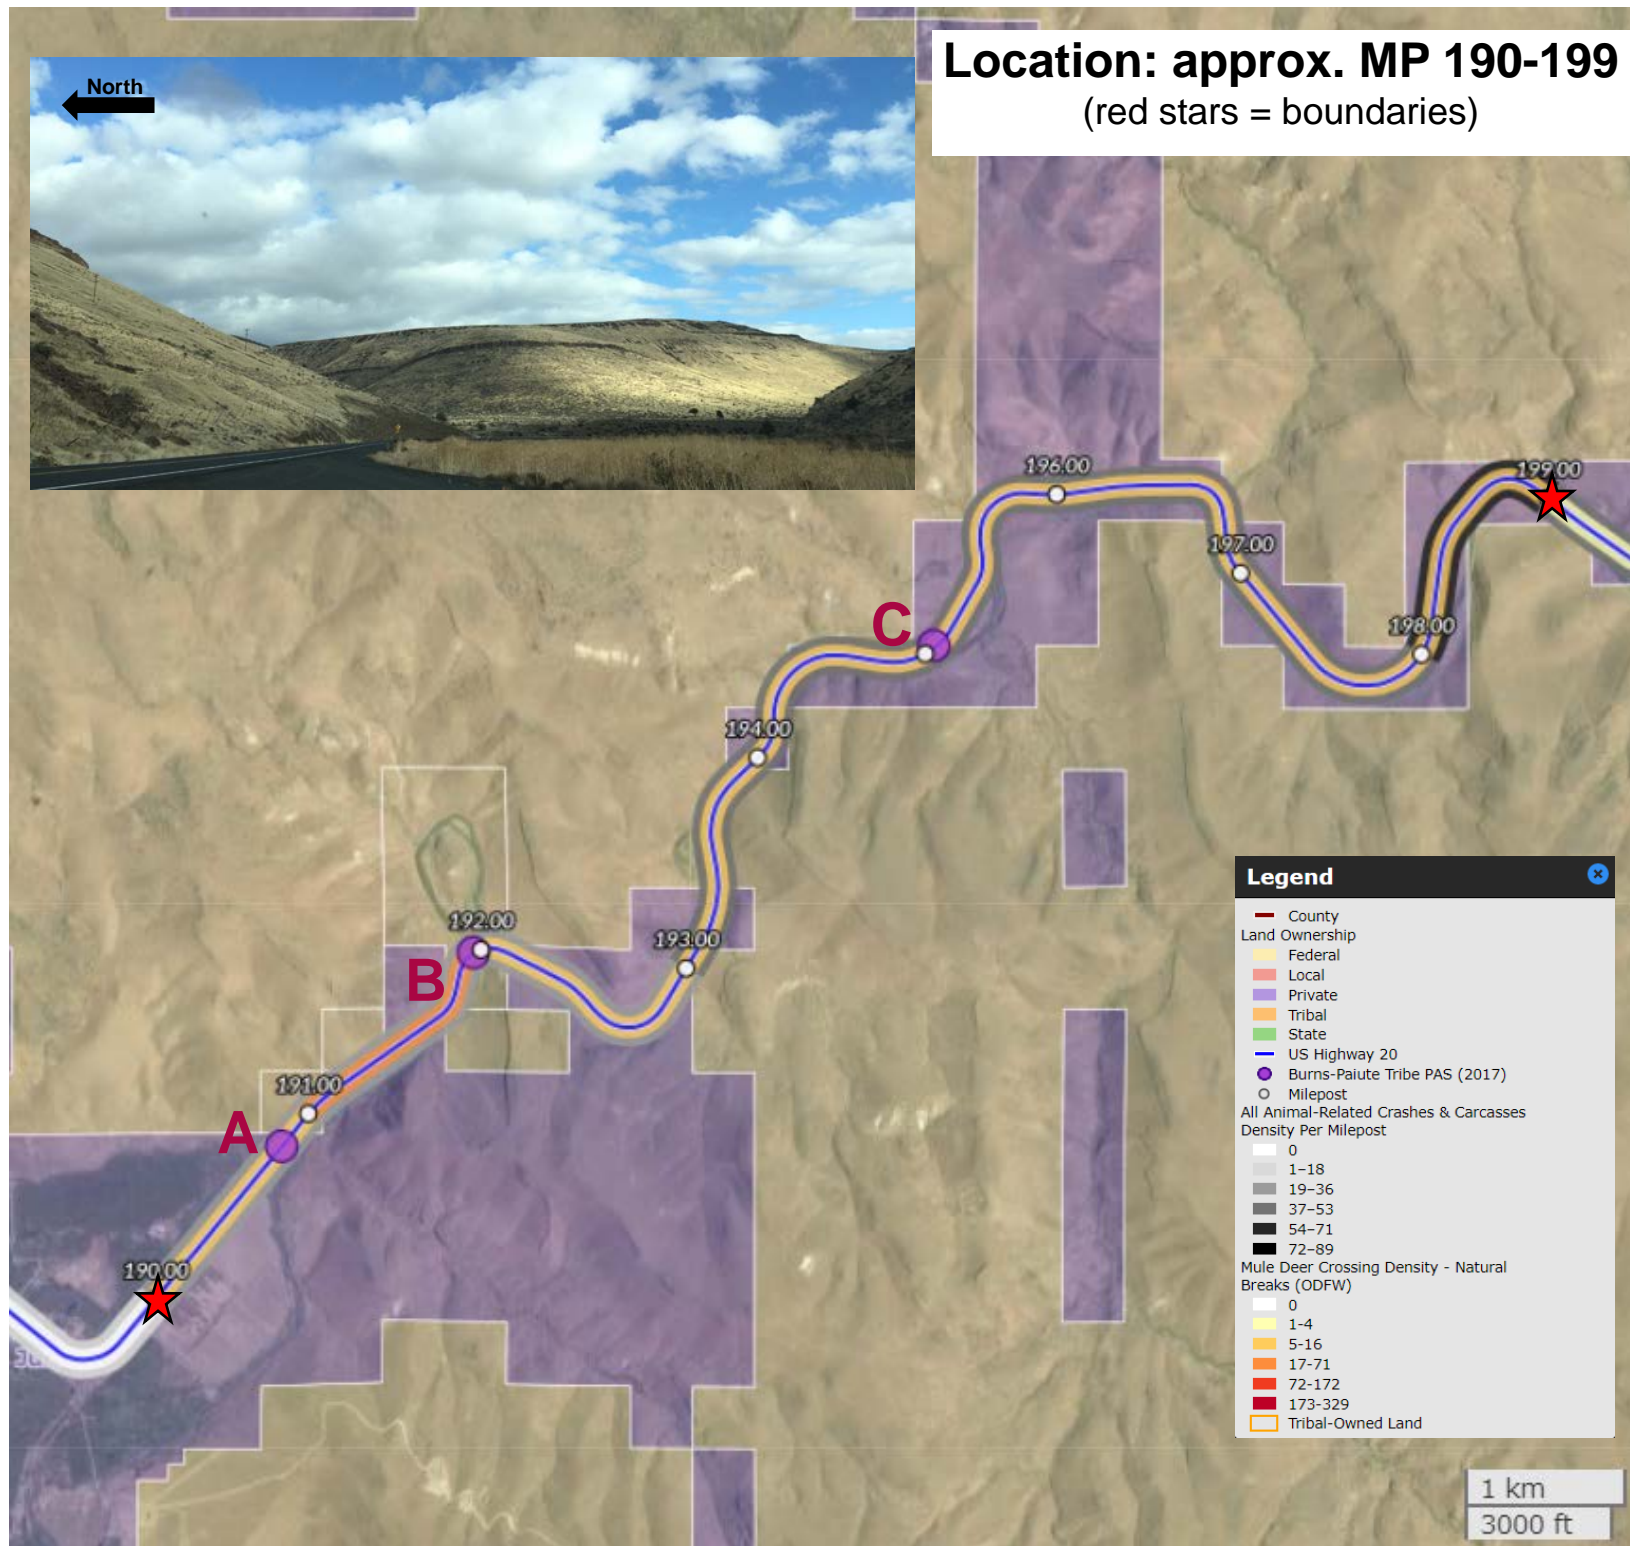 Location: approx. MP 190-199
(red stars = boundaries)
North
196.00
199.00
197.00
C
198.00
194.00
192.00
193.00
B
191.00
A
190.00
Legend
County
Land Ownership
Federal
Local
Private
Tribal
State
US Highway 20
Burns-Paiute Tribe PAS (2017)
Milepost
All Animal-Related Crashes & Carcasses
Density Per Milepost
0
1–18
19–36
37–53
54–71
72–89
Mule Deer Crossing Density - Natural
Breaks (ODFW)
0
1-4
5-16
17-71
72-172
173-329
Tribal-Owned Land
1 km
3000 ft